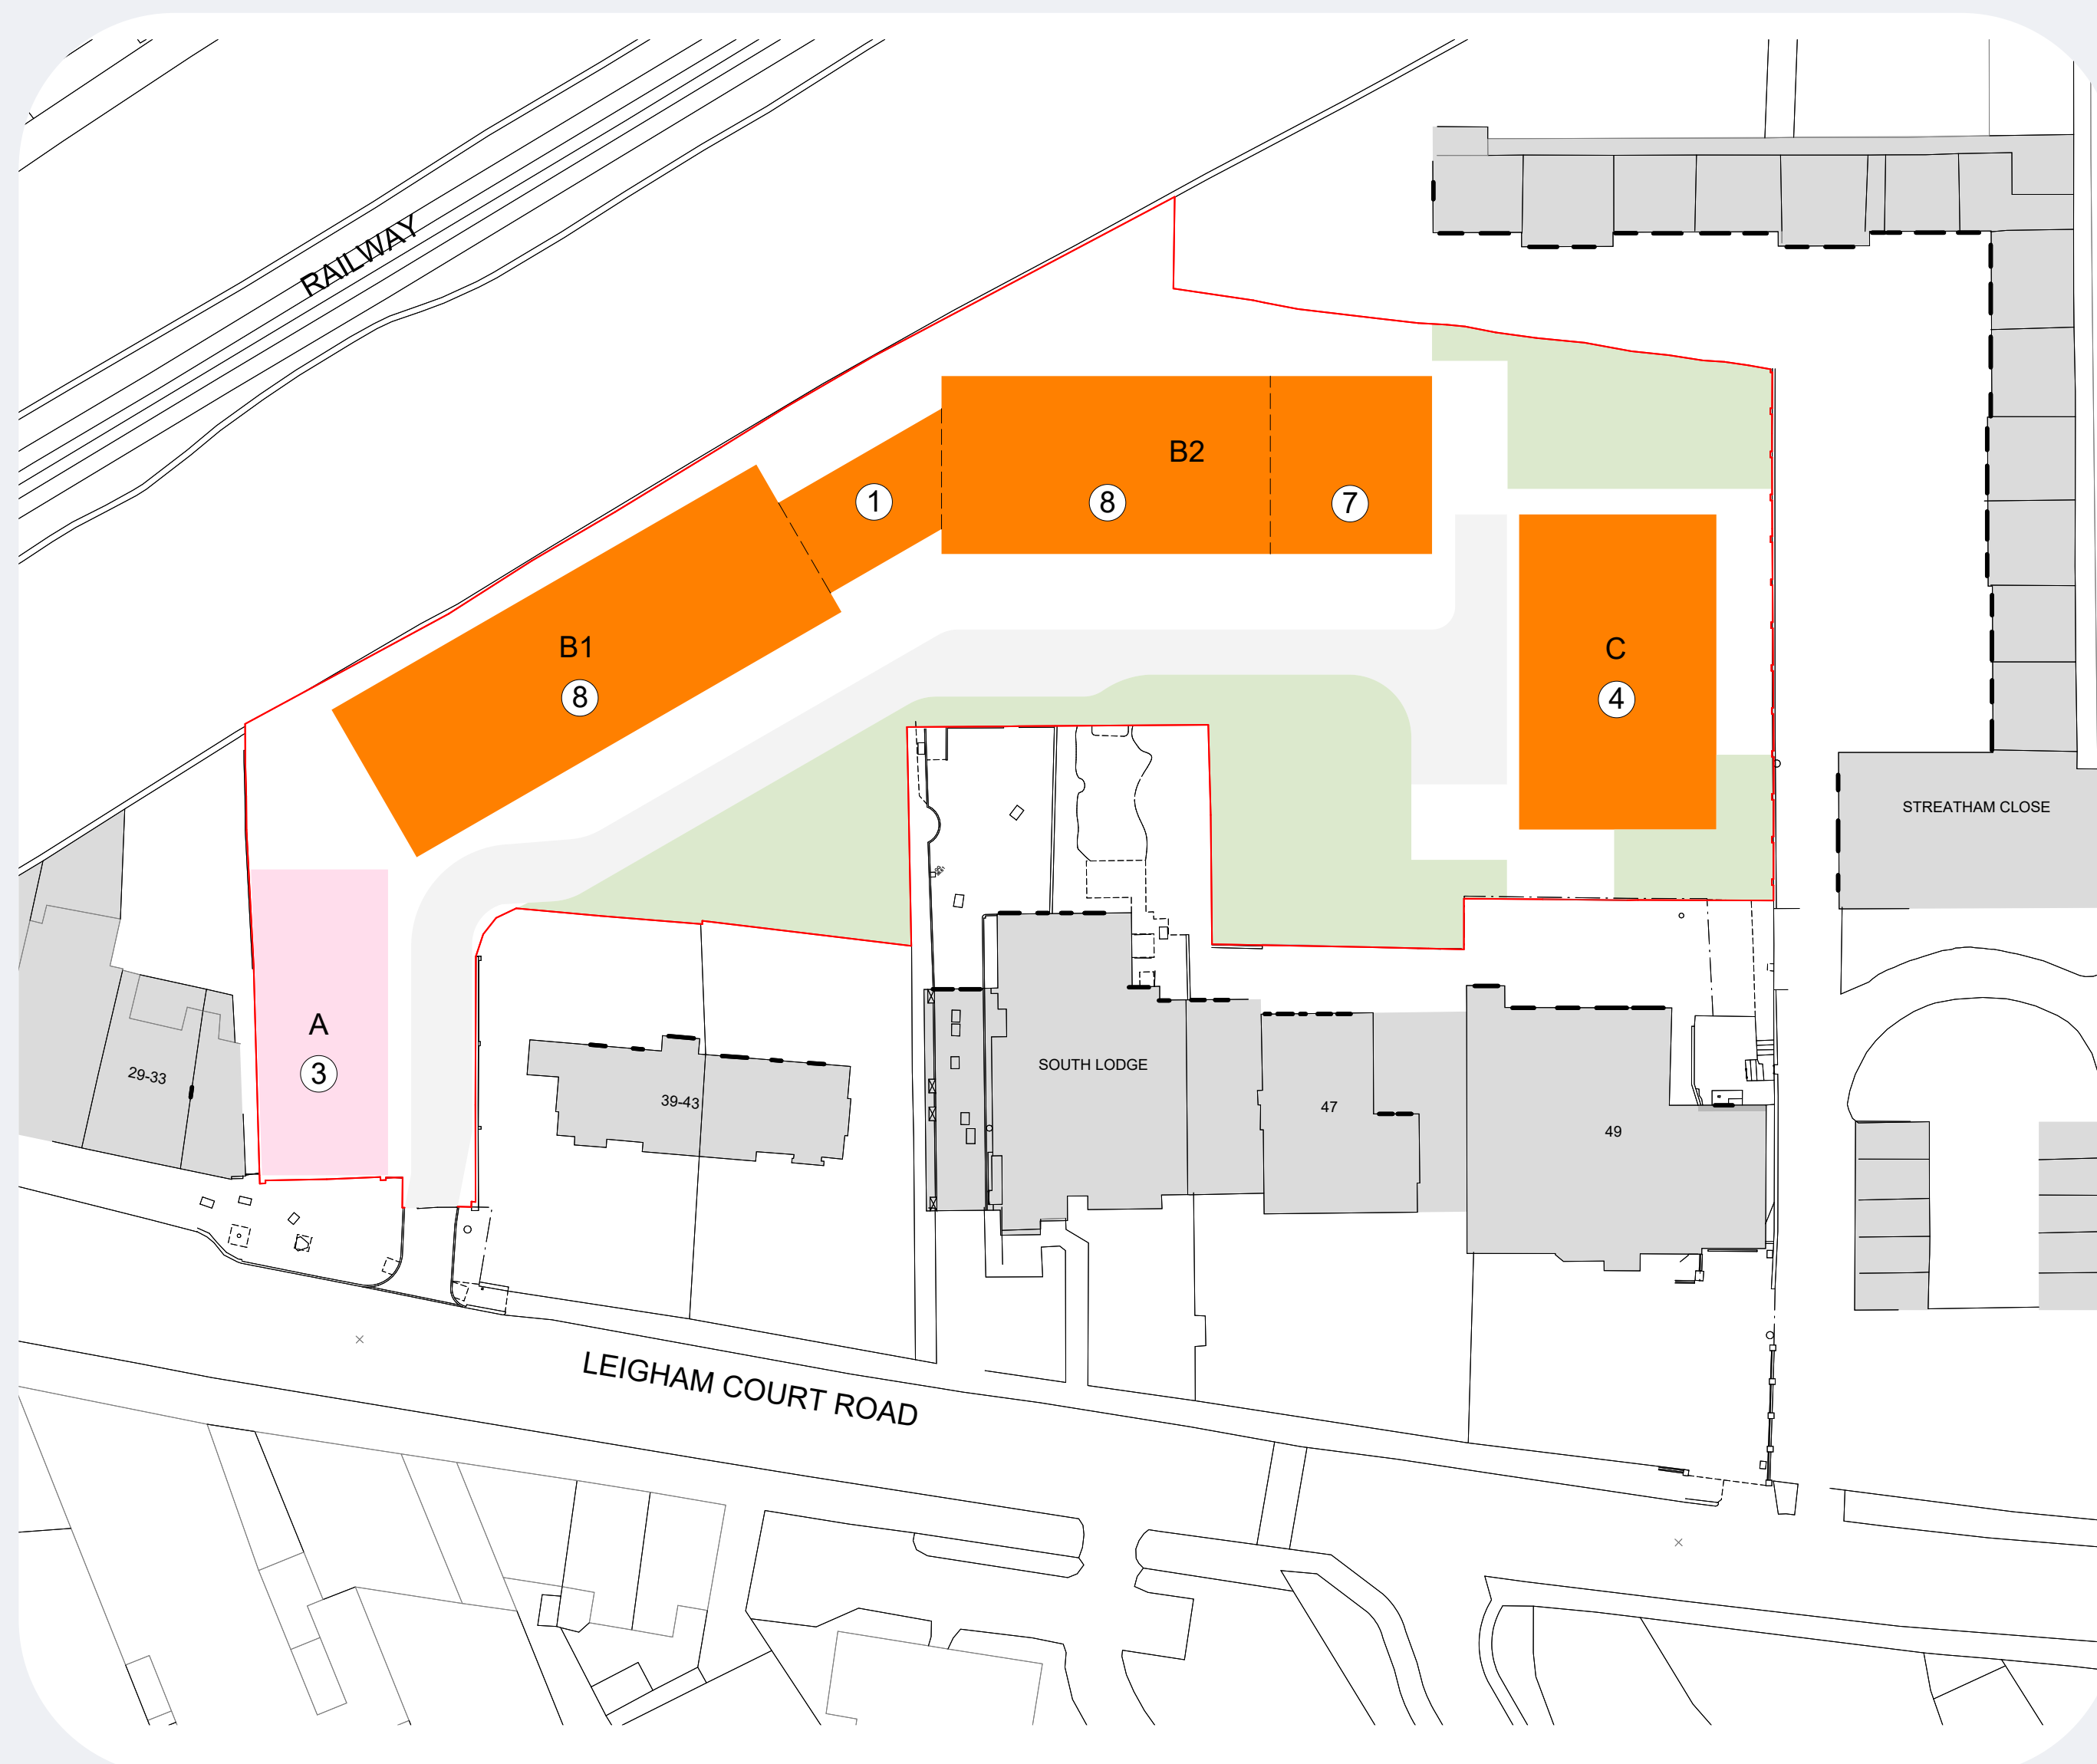 RAILWAY
B2
1
8
7
B1
8
C
4
STREATHAM CLOSE
A
3
29-33
39-43
SOUTH LODGE
47
49
LEIGHAM COURT ROAD